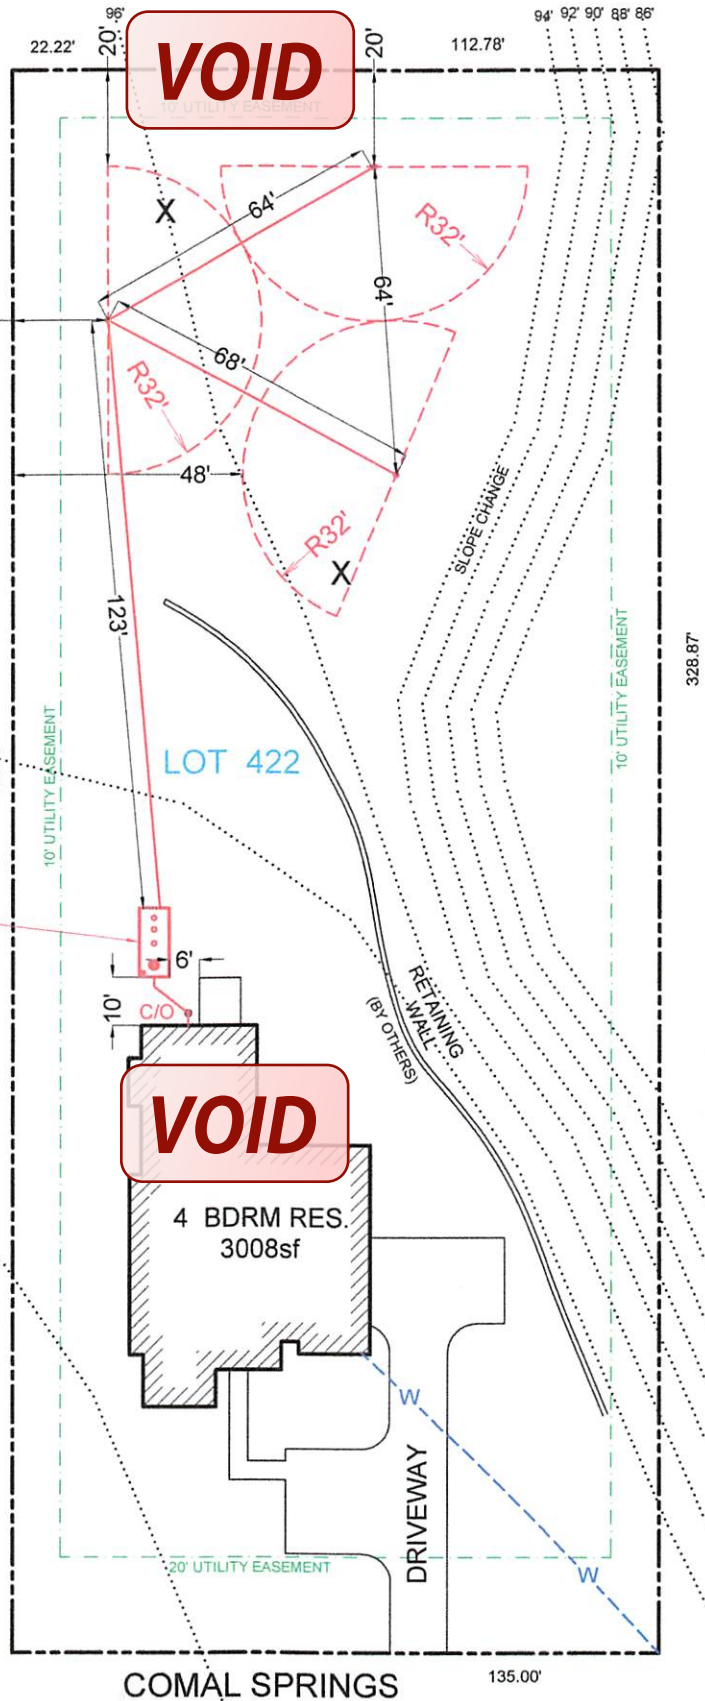 96'
94' 92' 90' 88' 86'
22.22'
20'
VOID
20'
112.78'
10' UTILITY EASEMENT
X
64'
R32'
64'
68'
R32'
48'
SLOPE CHANGE
R32'
X
123'
328.87'
10' UTILITY EASEMENT
LOT 422
10' UTILITY EASEMENT
6'
10'
C/O
RETAINING
WALL
(BY OTHERS)
VOID
4 BDRM RES.
3008sf
W
DRIVEWAY
W
20' UTILITY EASEMENT
COMAL SPRINGS
135.00'